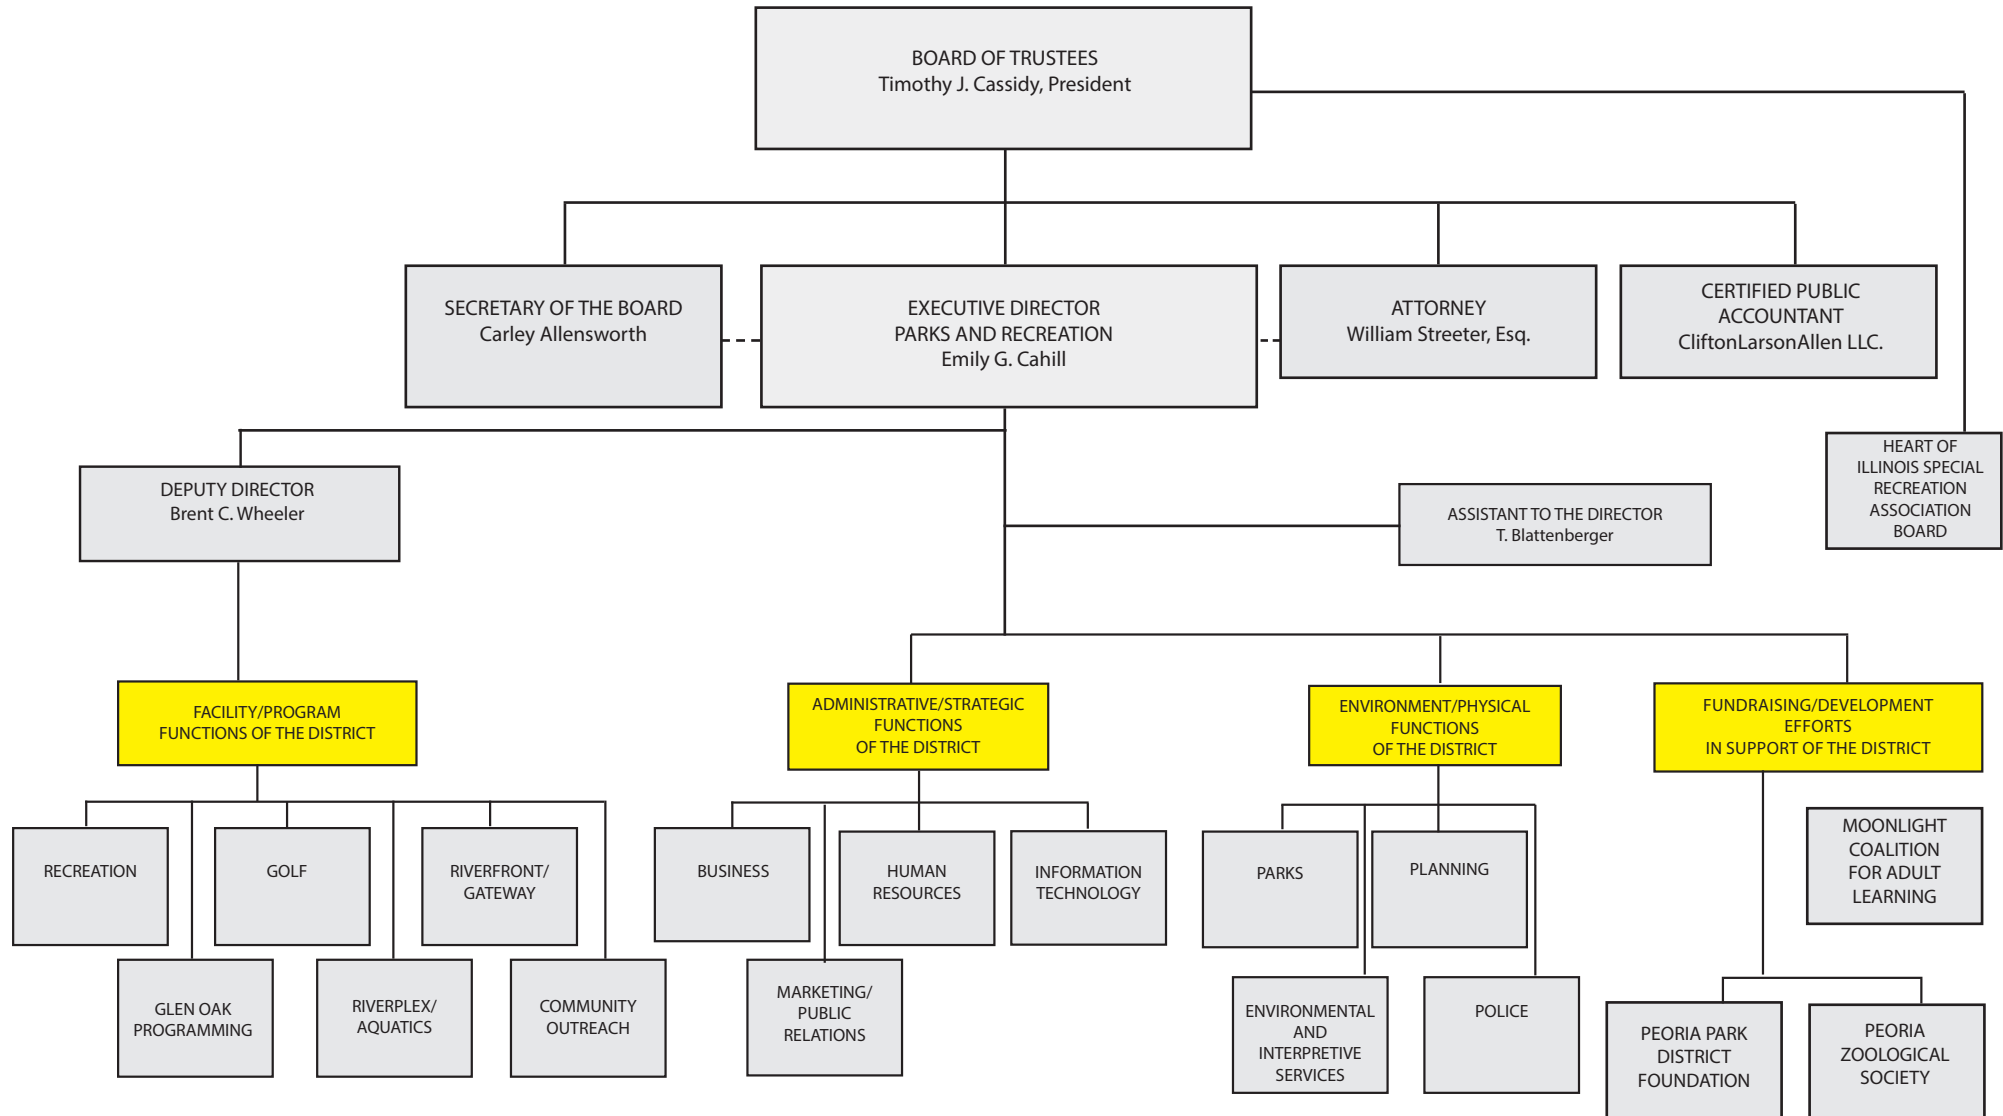 BOARD OF TRUSTEES
Timothy J. Cassidy, President
SECRETARY OF THE BOARD
Carley Allensworth
EXECUTIVE DIRECTOR
PARKS AND RECREATION
Emily G. Cahill
ATTORNEY
William Streeter, Esq.
CERTIFIED PUBLIC
ACCOUNTANT
CliftonLarsonAllen LLC.
HEART OF
ILLINOIS SPECIAL
RECREATION
ASSOCIATION
BOARD
DEPUTY DIRECTOR
Brent C. Wheeler
ASSISTANT TO THE DIRECTOR
T. Blattenberger
FACILITY/PROGRAM
FUNCTIONS OF THE DISTRICT
ADMINISTRATIVE/STRATEGIC
FUNCTIONS
OF THE DISTRICT
ENVIRONMENT/PHYSICAL
FUNCTIONS
OF THE DISTRICT
FUNDRAISING/DEVELOPMENT
EFFORTS
IN SUPPORT OF THE DISTRICT
RECREATION
GOLF
RIVERFRONT/
GATEWAY
BUSINESS
HUMAN
RESOURCES
INFORMATION
TECHNOLOGY
PARKS
PLANNING
MOONLIGHT
COALITION
FOR ADULT
LEARNING
GLEN OAK
PROGRAMMING
RIVERPLEX/
AQUATICS
COMMUNITY
OUTREACH
MARKETING/
PUBLIC
RELATIONS
ENVIRONMENTAL
AND
INTERPRETIVE
SERVICES
POLICE
PEORIA PARK
DISTRICT
FOUNDATION
PEORIA
ZOOLOGICAL
SOCIETY